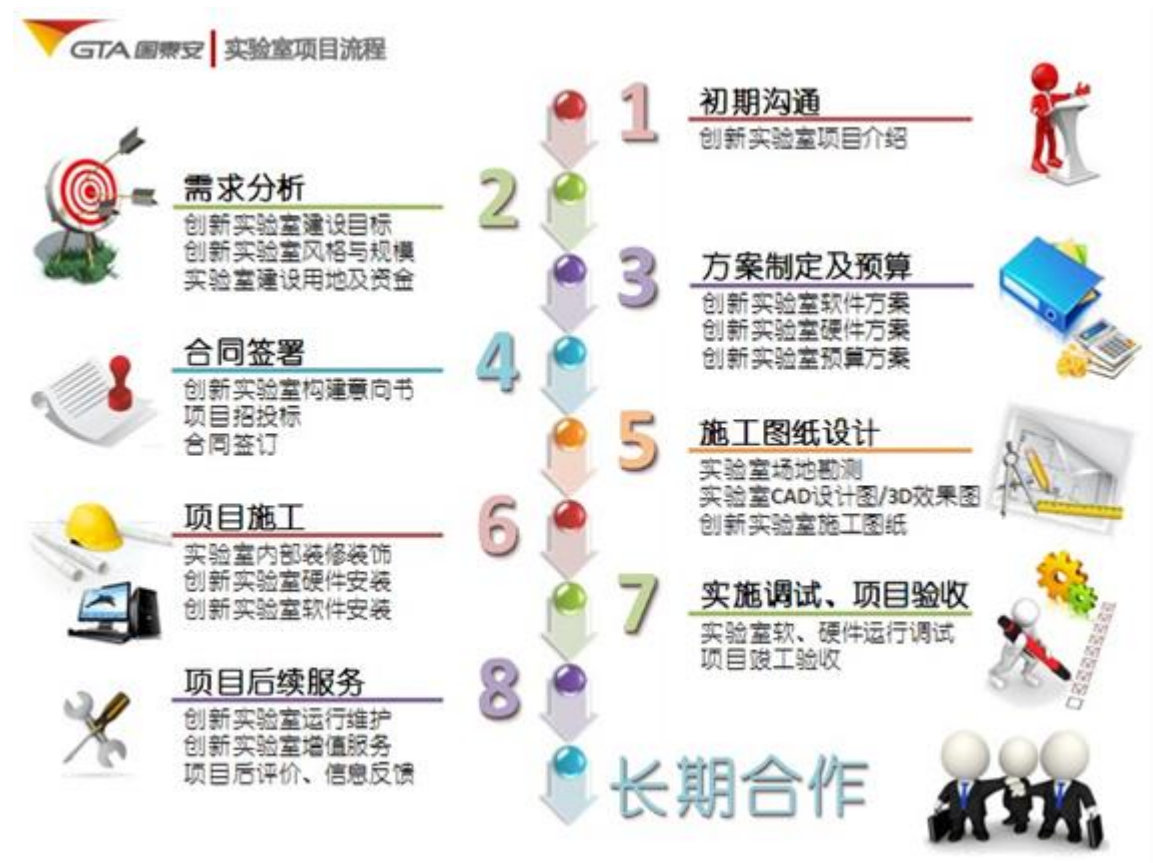 GTA 国泰安 实验室项目流程
1
初期沟通
创新实验室项目介绍
2
需求分析
创新实验室建设目标
创新实验室风格与规模
实验室建设用地及资金
3
方案制定及预算
创新实验室软件方案
创新实验室硬件方案
创新实验室预算方案
4
合同签署
创新实验室构建意向书
项目招投标
合同签订
5
施工图纸设计
实验室场地勘测
实验室CAD设计图/3D效果图
创新实验室施工图纸
6
项目施工
实验室内部装修装饰
创新实验室硬件安装
创新实验室软件安装
7
实施调试、项目验收
实验室软、硬件运行调试
项目竣工验收
8
项目后续服务
创新实验室运行维护
创新实验室增值服务
项目后评价、信息反馈
长期合作